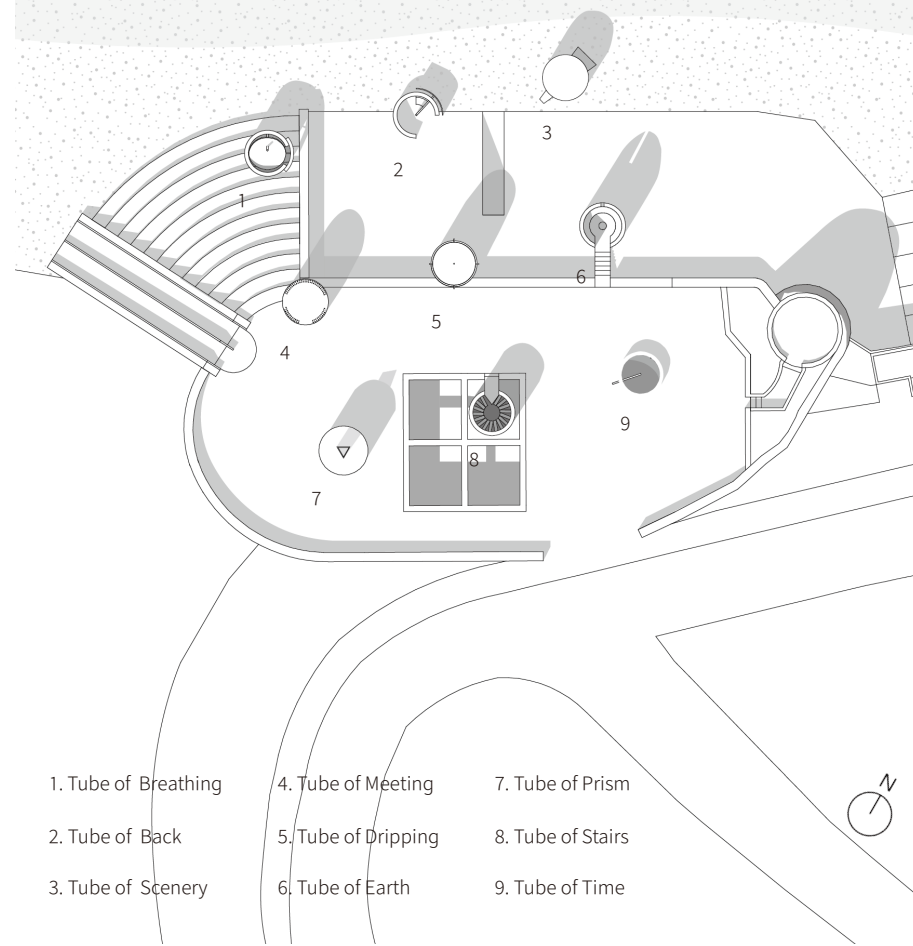 3
2
1
6
5
4
9
8
7
1. Tube of Breathing
4. Tube of Meeting
7. Tube of Prism
N
2. Tube of Back
5. Tube of Dripping
8. Tube of Stairs
3. Tube of Scenery
6. Tube of Earth
9. Tube of Time